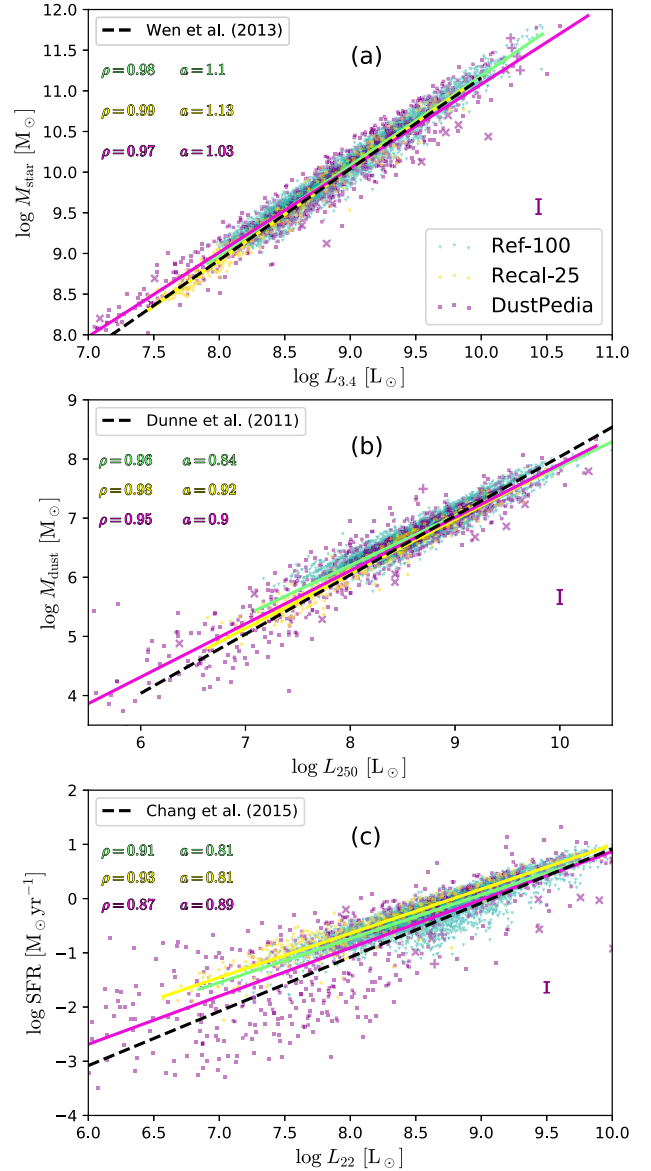 12.0
11.5
11.0
10.5
10.0
9.5
9.0
8.5
8.0
log M_star [M_⊙]
Wen et al. (2013)
(a)
ρ=0.98 a=1.1
ρ=0.99 a=1.13
ρ=0.97 a=1.03
Ref-100
Recal-25
DustPedia
7.0 7.5 8.0 8.5 9.0 9.5 10.0 10.5 11.0
log L_3.4 [L_⊙]
9
8
7
6
5
4
log M_dust [M_⊙]
Dunne et al. (2011)
(b)
ρ=0.96 a=0.84
ρ=0.98 a=0.92
ρ=0.95 a=0.9
6 7 8 9 10
log L_250 [L_⊙]
2
1
0
−1
−2
−3
−4
log SFR [M_⊙ yr^−1]
Chang et al. (2015)
(c)
ρ=0.91 a=0.81
ρ=0.93 a=0.81
ρ=0.87 a=0.89
6.0 6.5 7.0 7.5 8.0 8.5 9.0 9.5 10.0
log L_22 [L_⊙]